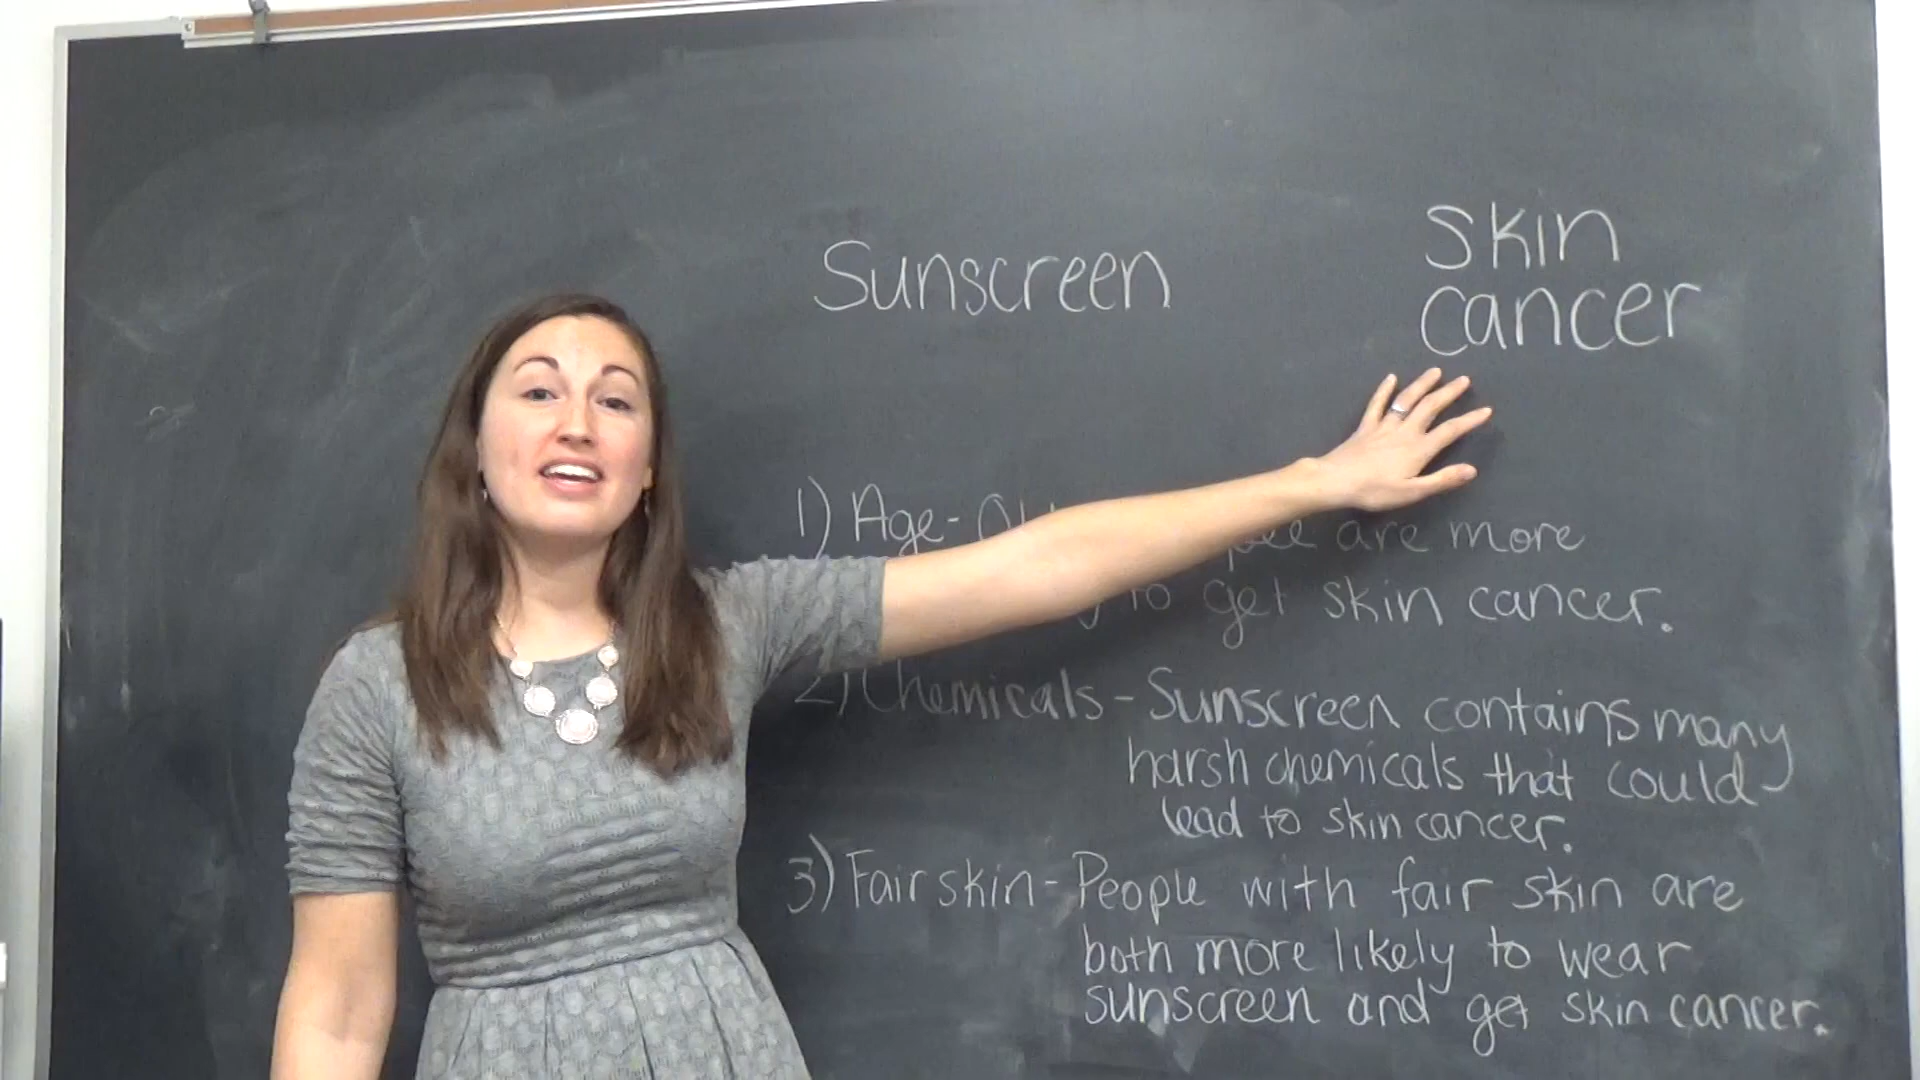 Sunscreen
skin
cancer
1) Age- are more
to get skin cancer.
2) Chemicals - Sunscreen contains many
harsh chemicals that could
lead to skin cancer.
3) Fair skin - People with fair skin are
both more likely to wear
sunscreen and get skin cancer.